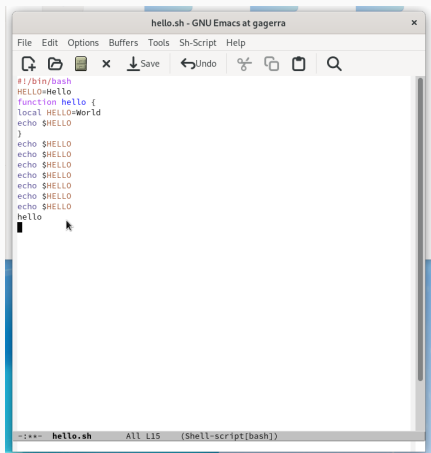 hello.sh - GNU Emacs at gagerra ×
File Edit Options Buffers Tools Sh-Script Help
Save Undo
#!/bin/bash
HELLO=Hello
function hello {
local HELLO=World
echo $HELLO
}
echo $HELLO
echo $HELLO
echo $HELLO
echo $HELLO
echo $HELLO
echo $HELLO
echo $HELLO
hello
-:**- hello.sh All L15 (Shell-script[bash])